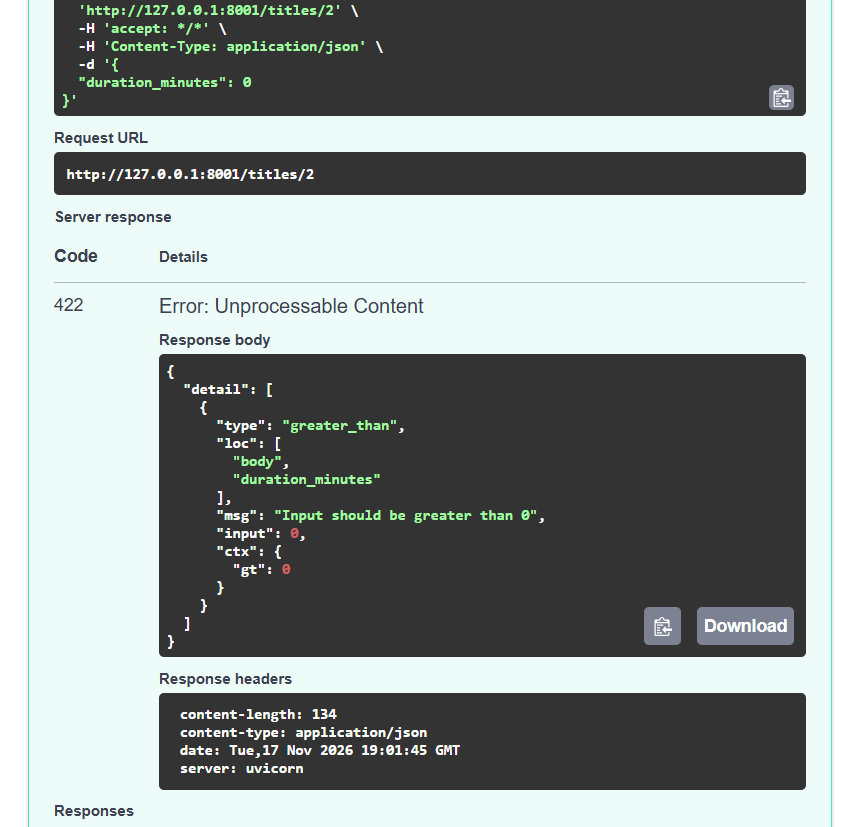 'http://127.0.0.1:8001/titles/2' \
-H 'accept: */*' \
-H 'Content-Type: application/json' \
-d '{
"duration_minutes": 0
}'
Request URL
http://127.0.0.1:8001/titles/2
Server response
Code Details
422 Error: Unprocessable Content
Response body
{
"detail": [
{
"type": "greater_than",
"loc": [
"body",
"duration_minutes"
],
"msg": "Input should be greater than 0",
"input": 0,
"ctx": {
"gt": 0
}
}
]
}
Download
Response headers
content-length: 134
content-type: application/json
date: Tue,17 Nov 2026 19:01:45 GMT
server: uvicorn
Responses